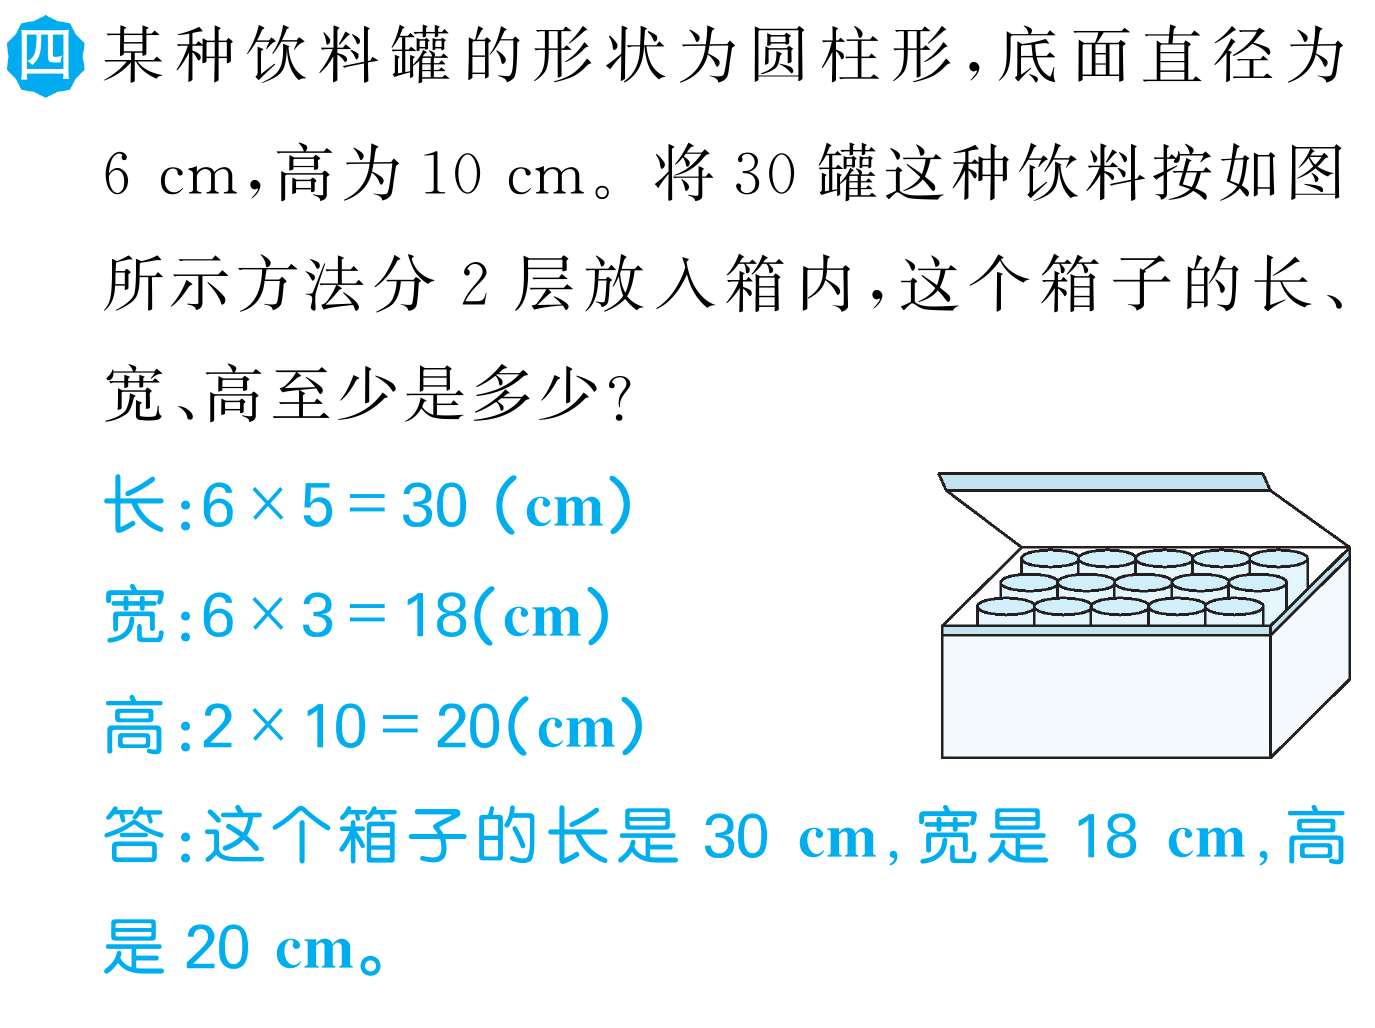 四 某种饮料罐的形状为圆柱形,底面直径为
6 cm,高为 10 cm。将 30 罐这种饮料按如图
所示方法分 2 层放入箱内,这个箱子的长、
宽、高至少是多少?
长:6×5=30（cm）
宽:6×3=18(cm)
高:2×10=20(cm)
答:这个箱子的长是 30 cm,宽是 18 cm,高
是 20 cm。